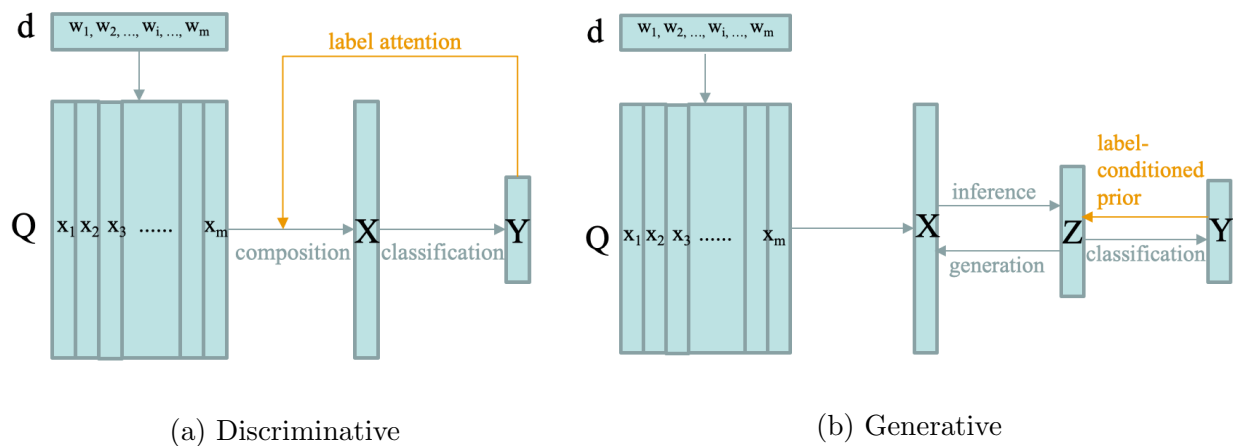 d
w1, w2, ..., wi, ..., wm
label attention
Q
x1 x2 x3 ...... xm
composition
X
classification
Y
(a) Discriminative
d
w1, w2, ..., wi, ..., wm
Q
x1 x2 x3 ...... xm
X
inference
generation
Z
label-
conditioned
prior
classification
Y
(b) Generative